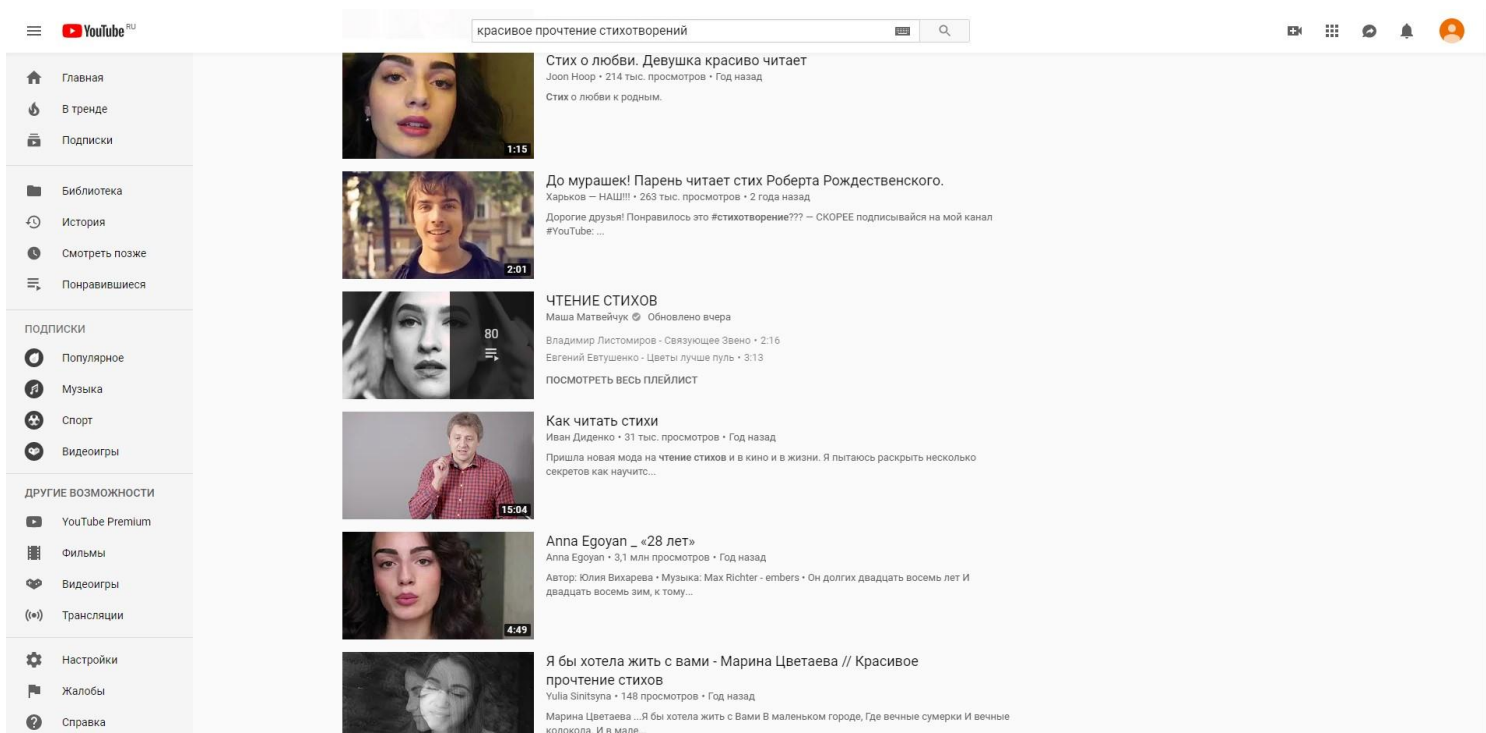 YouTube RU
красивое прочтение стихотворений
Главная
В тренде
Подписки
Библиотека
История
Смотреть позже
Понравившиеся
ПОДПИСКИ
Популярное
Музыка
Спорт
Видеоигры
ДРУГИЕ ВОЗМОЖНОСТИ
YouTube Premium
Фильмы
Видеоигры
Трансляции
Настройки
Жалобы
Справка
Стих о любви. Девушка красиво читает
Joon Hoop • 214 тыс. просмотров • Год назад
Стих о любви к родным.
1:15
До мурашек! Парень читает стих Роберта Рождественского.
Харьков — НАШ!!! • 263 тыс. просмотров • 2 года назад
Дорогие друзья! Понравилось это #стихотворение??? — СКОРЕЕ подписывайся на мой канал
#YouTube: ...
2:01
ЧТЕНИЕ СТИХОВ
Маша Матвейчук Обновлено вчера
80
Владимир Листомиров - Связующее Звено • 2:16
Евгений Евтушенко - Цветы лучше пуль • 3:13
ПОСМОТРЕТЬ ВЕСЬ ПЛЕЙЛИСТ
Как читать стихи
Иван Диденко • 31 тыс. просмотров • Год назад
Пришла новая мода на чтение стихов и в кино и в жизни. Я пытаюсь раскрыть несколько
секретов как научитс...
15:04
Anna Egoyan _ «28 лет»
Anna Egoyan • 3,1 млн просмотров • Год назад
Автор: Юлия Вихарева • Музыка: Max Richter - embers • Он долгих двадцать восемь лет И
двадцать восемь зим, к тому...
4:49
Я бы хотела жить с вами - Марина Цветаева // Красивое
прочтение стихов
Yulia Sinitsyna • 148 просмотров • Год назад
Марина Цветаева ...Я бы хотела жить с Вами В маленьком городе, Где вечные сумерки И вечные
колокола. И в мале...